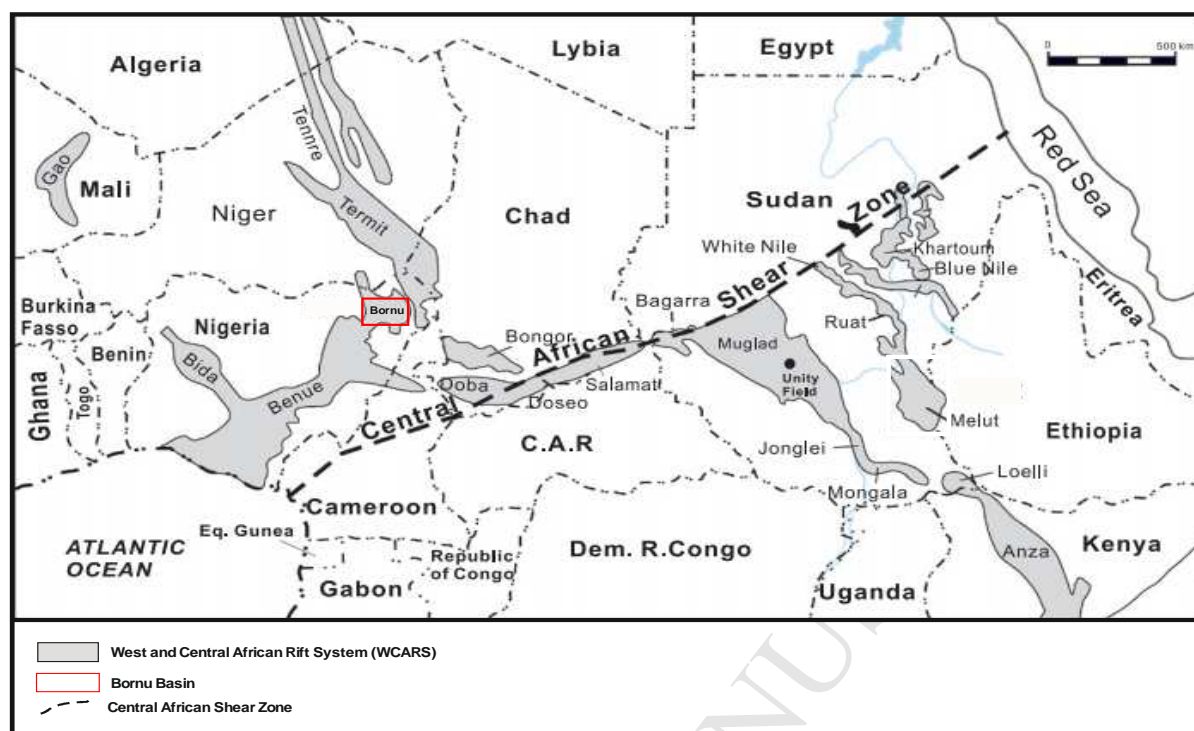 Algeria
Lybia
Egypt
0 500 km
Red Sea
Tennre
Gao
Mali
Niger
Termit
Chad
Sudan
Zone
White Nile
Khartoum
Blue Nile
Shear
Eritrea
Burkina
Fasso
Nigeria
Bornu
Bagarra
Ruat
Benin
Bida
Bongor
African
Muglad
Unity
Field
Ghana
Togo
Benue
Doba
Salamat
Central
Doseo
Melut
Ethiopia
C.A.R
Jonglei
Loelli
Mongala
Cameroon
Eq. Gunea
ATLANTIC
OCEAN
Republic
of Congo
Dem. R.Congo
Anza
Kenya
Gabon
Uganda
West and Central African Rift System (WCARS)
Bornu Basin
Central African Shear Zone
NU